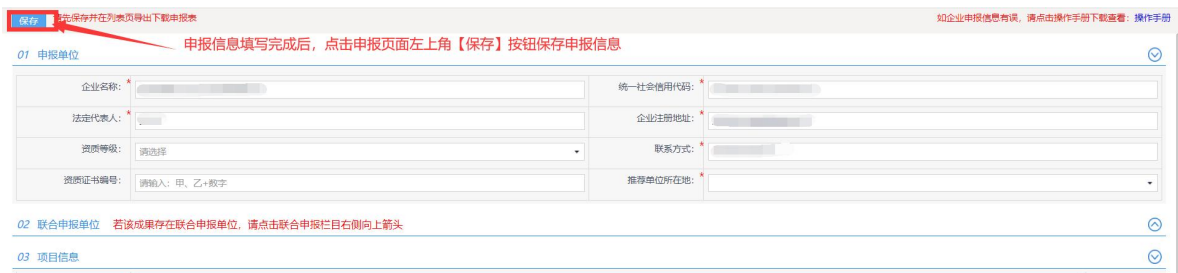 保存 请先保存并在列表页导出下载申报表 如企业申报信息有误，请点击操作手册下载查看：操作手册
申报信息填写完成后，点击申报页面左上角【保存】按钮保存申报信息
01 申报单位
企业名称：* 统一社会信用代码：*
法定代表人：* 企业注册地址：*
资质等级： 请选择 联系方式：*
资质证书编号： 请输入：甲、乙+数字 推荐单位所在地：*
02 联合申报单位 若该成果存在联合申报单位，请点击联合申报栏目右侧向上箭头
03 项目信息